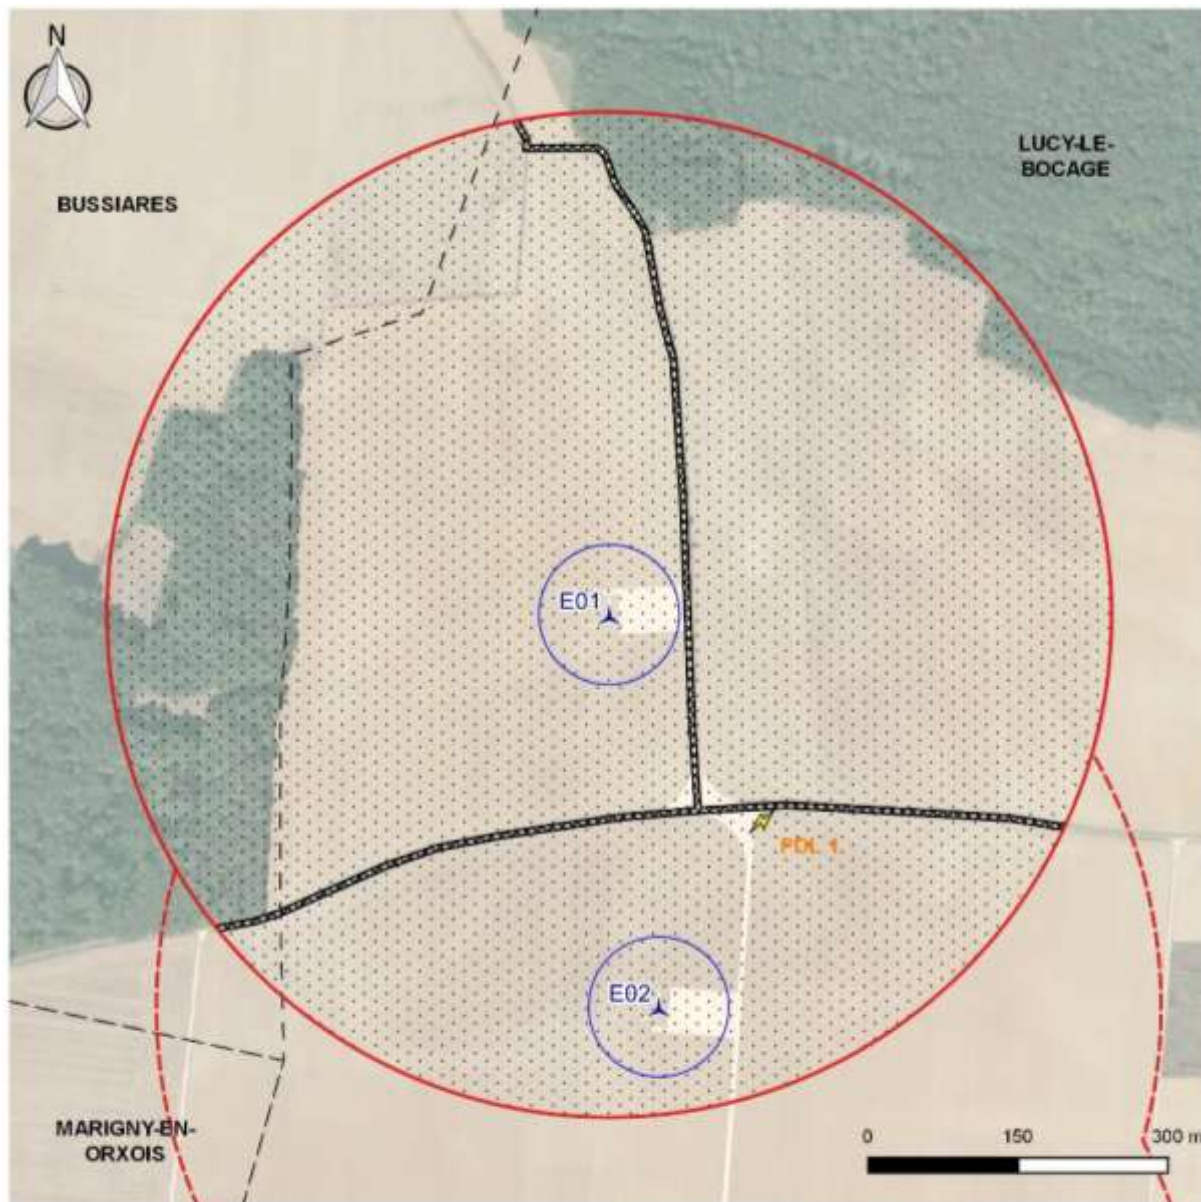 N
LUCY-LE-
BOCAGE
BUSSIARES
E01
PDL 1
E02
MARIGNY-EN-
ORXOIS
0 150 300 m